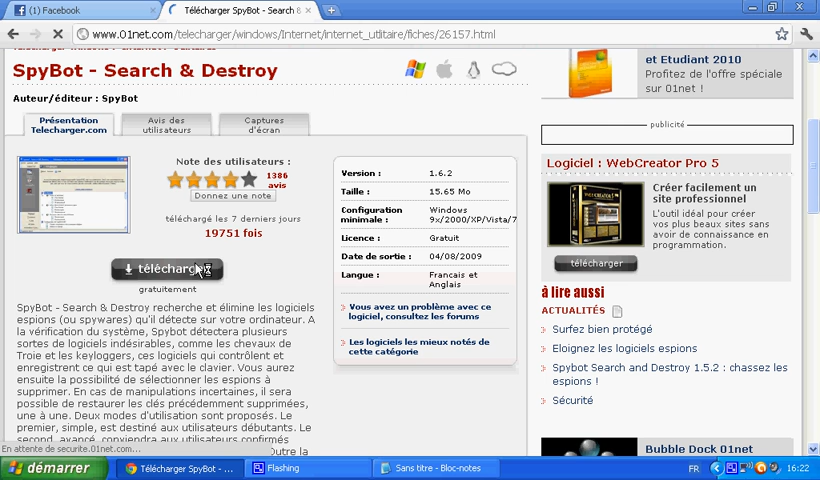 (1) Facebook
Télécharger SpyBot - Search &
www.01net.com/telecharger/windows/Internet/internet_utlitaire/fiches/26157.html
SpyBot - Search & Destroy
Auteur/éditeur : SpyBot
Présentation
Telecharger.com
Avis des
utilisateurs
Captures
d'écran
Note des utilisateurs :
1386
avis
Donnez une note
téléchargé les 7 derniers jours
19751 fois
télécharger
gratuitement
SpyBot - Search & Destroy recherche et élimine les logiciels
espions (ou spywares) qu'il détecte sur votre ordinateur. A
la vérification du système, Spybot détectera plusieurs
sortes de logiciels indésirables, comme les chevaux de
Troie et les keyloggers, ces logiciels qui contrôlent et
enregistrent ce qui est tapé avec le clavier. Vous aurez
ensuite la possibilité de sélectionner les espions à
supprimer. En cas de manipulations incertaines, il sera
possible de restaurer les clés précedemment supprimées,
une à une. Deux modes d'utilisation sont proposés. Le
premier, simple, est destiné aux utilisateurs débutants. Le
second, avancé, conviendra aux utilisateurs confirmés
Outre la
En attente de securite.01net.com...
Version : 1.6.2
Taille : 15.65 Mo
Configuration
minimale :
Windows
9x/2000/XP/Vista/7
Licence : Gratuit
Date de sortie : 04/08/2009
Langue : Francais et
Anglais
Vous avez un problème avec ce
logiciel, consultez les forums
Les logiciels les mieux notés de
cette catégorie
et Etudiant 2010
Profitez de l'offre spéciale
sur 01net !
publicité
Logiciel : WebCreator Pro 5
Créer facilement un
site professionnel
L'outil idéal pour créer
vos plus beaux sites sans
avoir de connaissance en
programmation.
télécharger
à lire aussi
ACTUALITÉS
Surfez bien protégé
Eloignez les logiciels espions
Spybot Search and Destroy 1.5.2 : chassez les
espions !
Sécurité
Bubble Dock 01net
démarrer
Télécharger SpyBot - ...
Flashing
Sans titre - Bloc-notes
FR
16:22